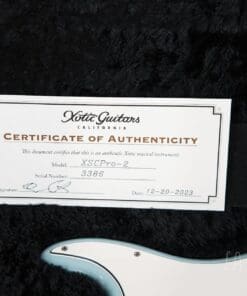 Xotic Guitars
CALIFORNIA
CERTIFICATE OF AUTHENTICITY
This document certifies that this is an authentic Xotic musical instrument.
Model: XSCPro-2
Serial Number: 3386
Signature: Date: 12-20-2023